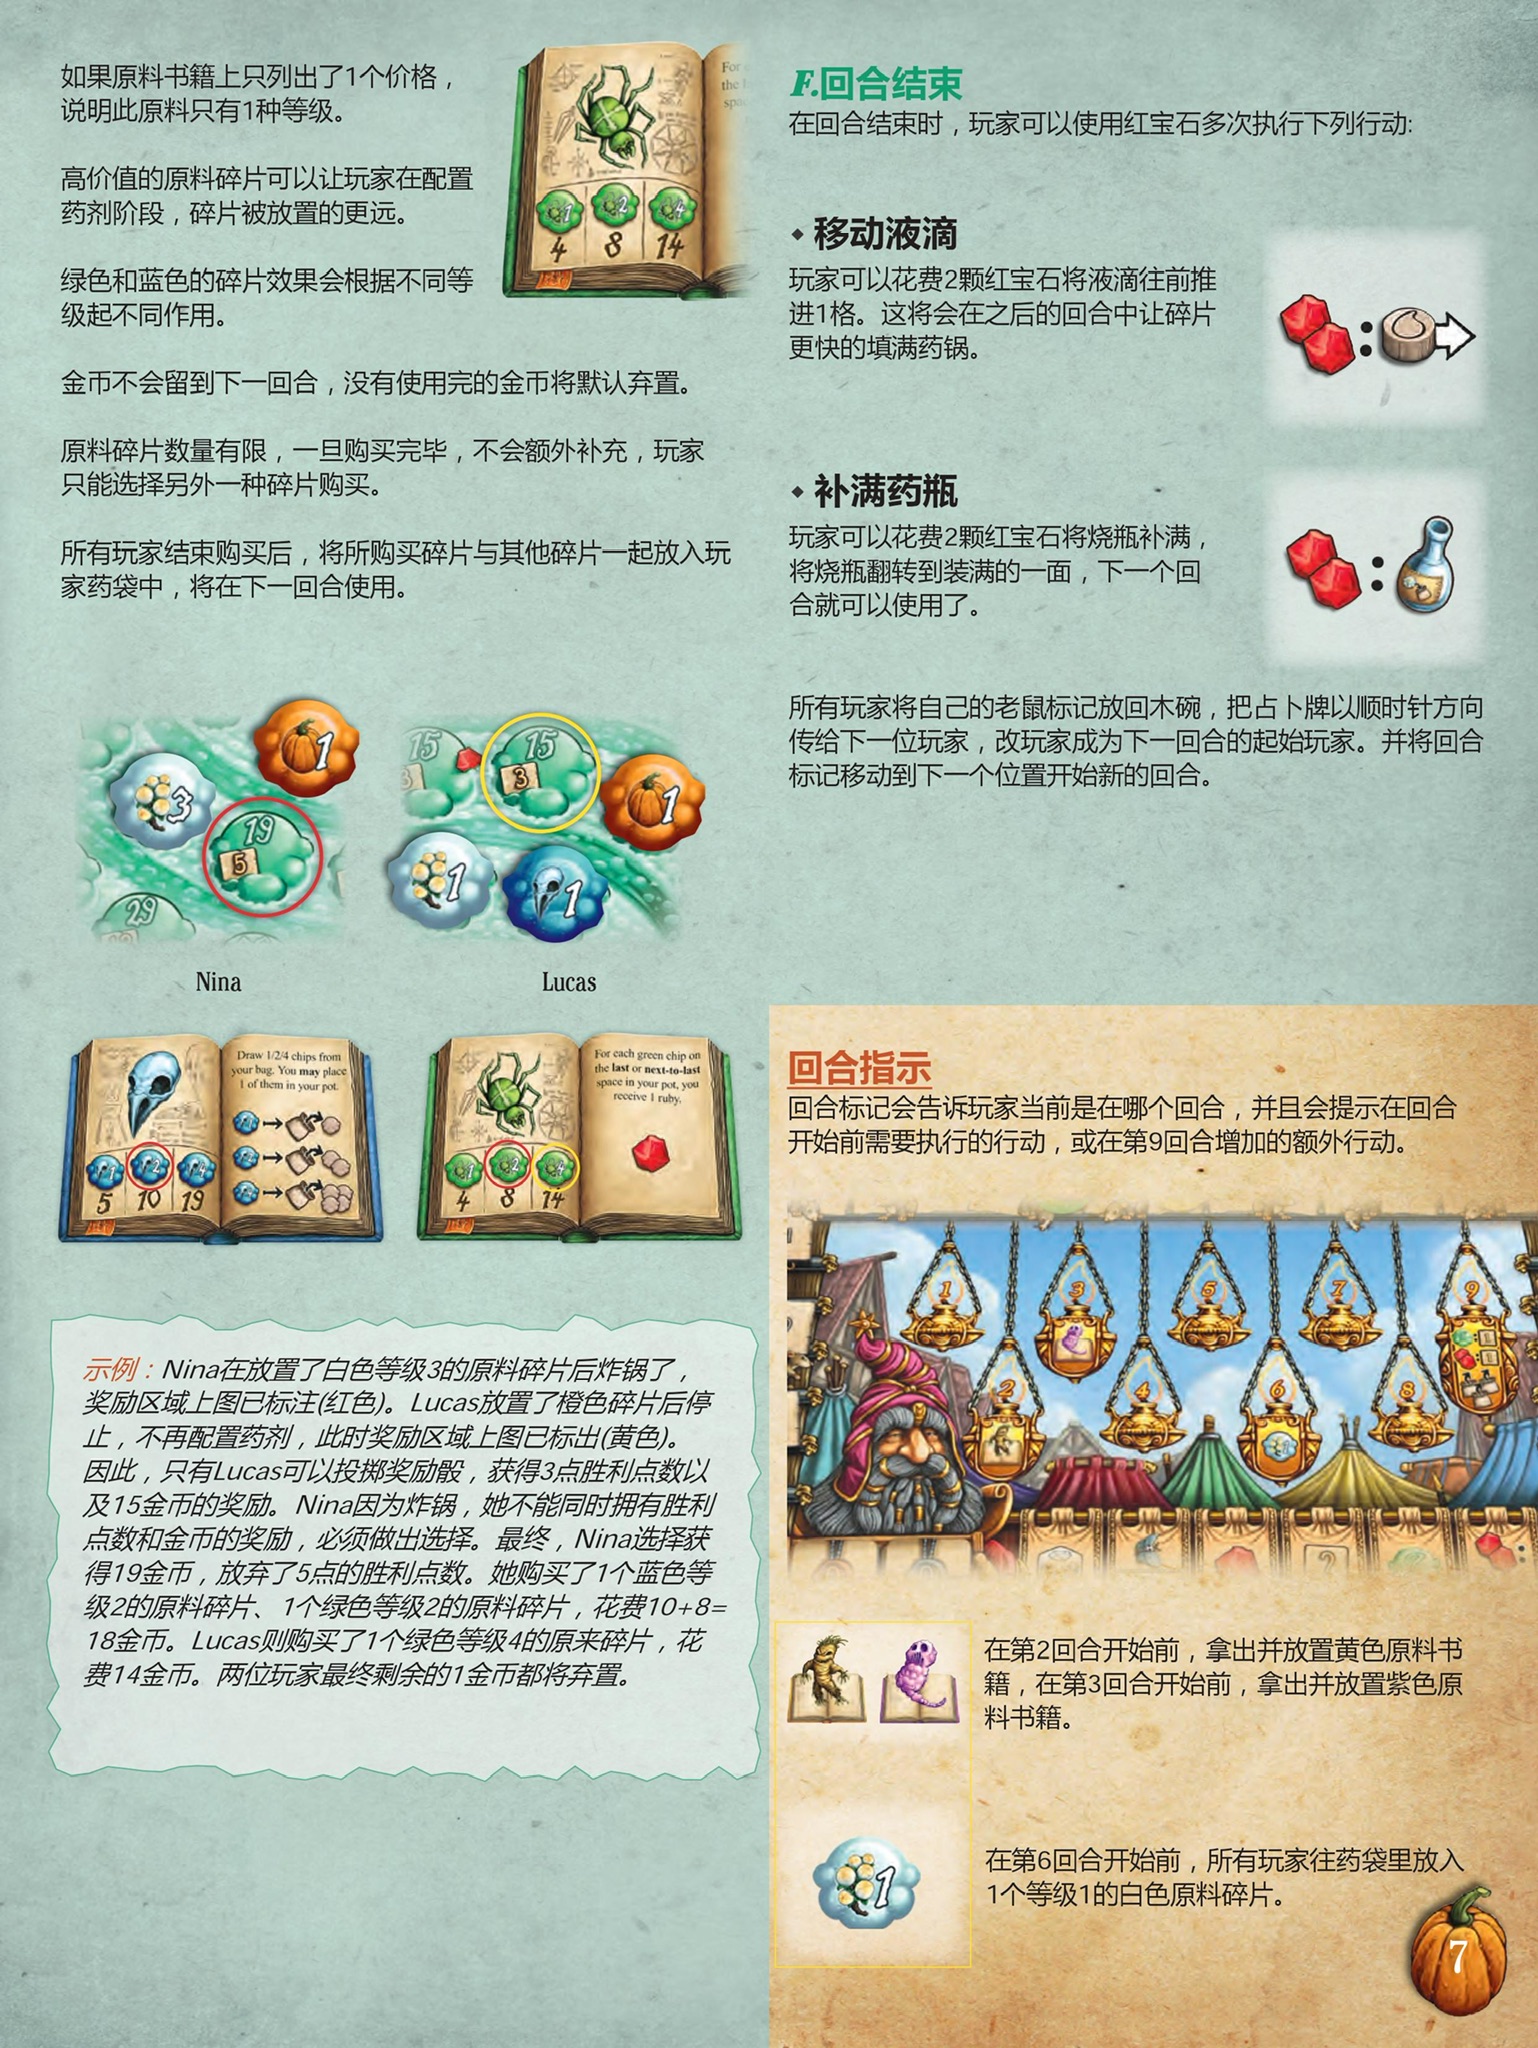 如果原料书籍上只列出了1个价格，
说明此原料只有1种等级。
高价值的原料碎片可以让玩家在配置
药剂阶段，碎片被放置的更远。
绿色和蓝色的碎片效果会根据不同等
级起不同作用。
金币不会留到下一回合，没有使用完的金币将默认弃置。
原料碎片数量有限，一旦购买完毕，不会额外补充，玩家
只能选择另外一种碎片购买。
所有玩家结束购买后，将所购买碎片与其他碎片一起放入玩
家药袋中，将在下一回合使用。
For
the
spac
1 2 4
4 8 14
1
3
19
5
29
Nina
15
3
15
3
1
1
1
Lucas
Draw 1/2/4 chips from
your bag. You may place
1 of them in your pot.
1 2 4
5 10 19
For each green chip on
the last or next-to-last
space in your pot, you
receive 1 ruby.
1 2 4
4 8 14
示例：Nina在放置了白色等级3的原料碎片后炸锅了，
奖励区域上图已标注(红色)。Lucas放置了橙色碎片后停
止，不再配置药剂，此时奖励区域上图已标出(黄色)。
因此，只有Lucas可以投掷奖励骰，获得3点胜利点数以
及15金币的奖励。Nina因为炸锅，她不能同时拥有胜利
点数和金币的奖励，必须做出选择。最终，Nina选择获
得19金币，放弃了5点的胜利点数。她购买了1个蓝色等
级2的原料碎片、1个绿色等级2的原料碎片，花费10+8=
18金币。Lucas则购买了1个绿色等级4的原来碎片，花
费14金币。两位玩家最终剩余的1金币都将弃置。
F.回合结束
在回合结束时，玩家可以使用红宝石多次执行下列行动:
◆ 移动液滴
玩家可以花费2颗红宝石将液滴往前推
进1格。这将会在之后的回合中让碎片
更快的填满药锅。
◆ 补满药瓶
玩家可以花费2颗红宝石将烧瓶补满，
将烧瓶翻转到装满的一面，下一个回
合就可以使用了。
所有玩家将自己的老鼠标记放回木碗，把占卜牌以顺时针方向
传给下一位玩家，改玩家成为下一回合的起始玩家。并将回合
标记移动到下一个位置开始新的回合。
回合指示
回合标记会告诉玩家当前是在哪个回合，并且会提示在回合
开始前需要执行的行动，或在第9回合增加的额外行动。
1 3 5 7 9
2 4 6 8
在第2回合开始前，拿出并放置黄色原料书
籍，在第3回合开始前，拿出并放置紫色原
料书籍。
1
在第6回合开始前，所有玩家往药袋里放入
1个等级1的白色原料碎片。
7